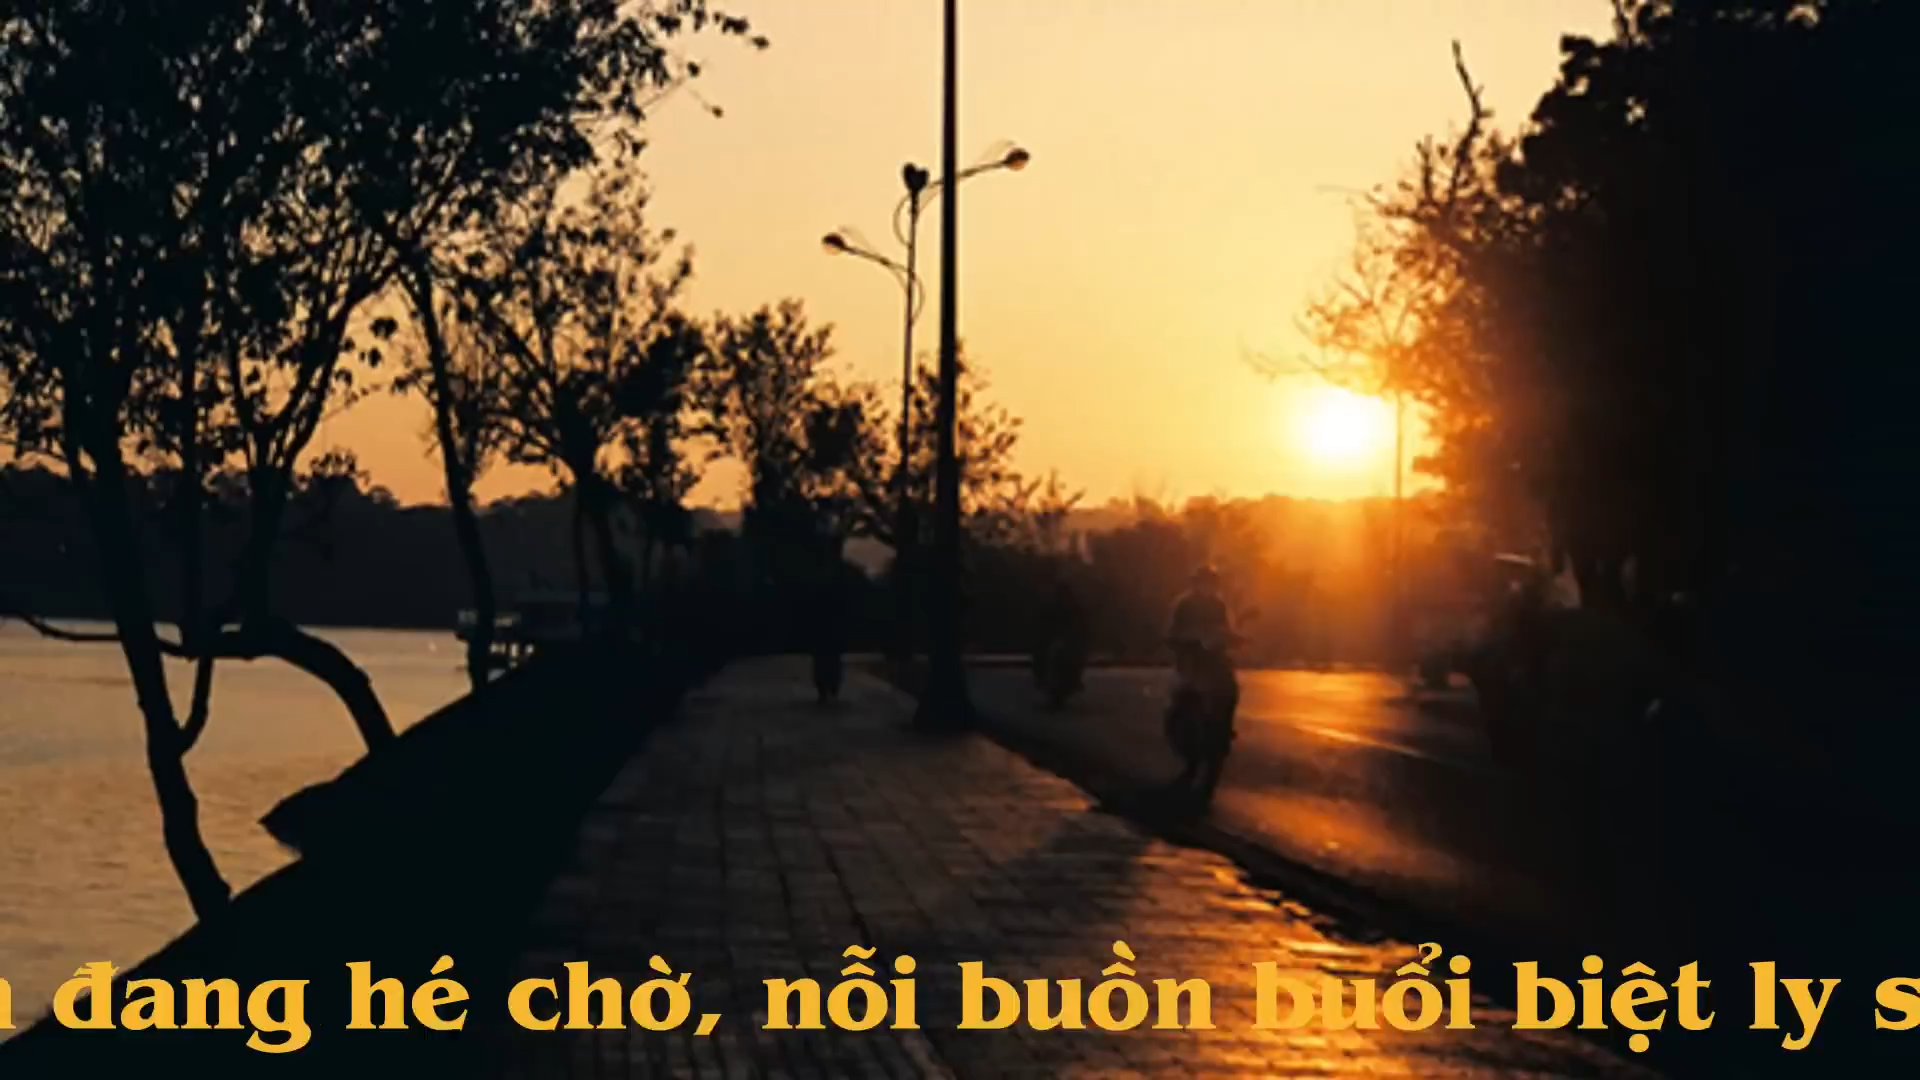 đang hé chờ, nỗi buồn buổi biệt ly